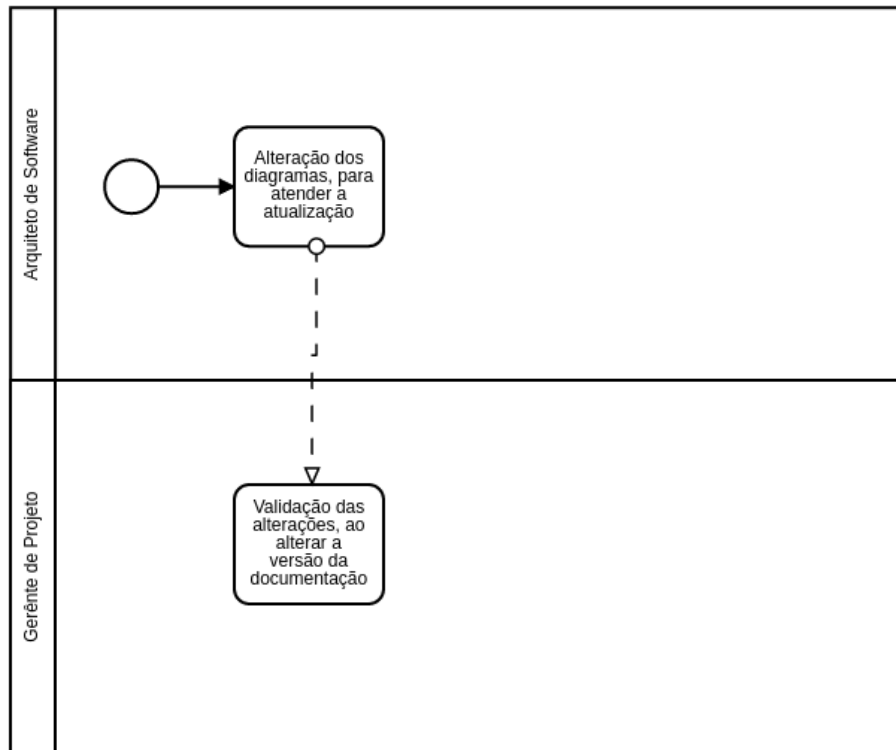 Arquiteto de Software
Alteração dos
diagramas, para
atender a
atualização
Gerênte de Projeto
Validação das
alterações, ao
alterar a
versão da
documentação